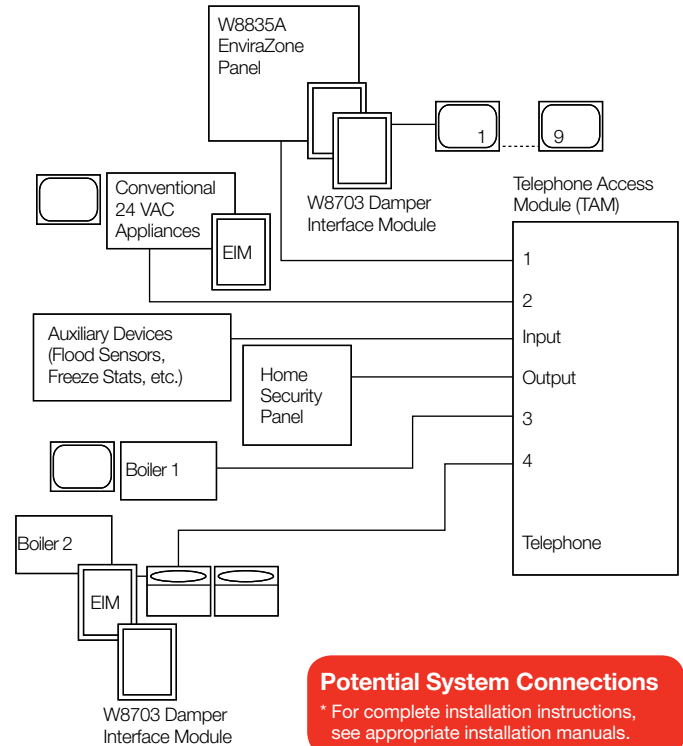 W8835A
EnviraZone
Panel
1
9
W8703 Damper
Interface Module
Telephone Access
Module (TAM)
Conventional
24 VAC
Appliances
EIM
1
2
Auxiliary Devices
(Flood Sensors,
Freeze Stats, etc.)
Input
Home
Security
Panel
Output
3
Boiler 1
4
Boiler 2
Telephone
EIM
W8703 Damper
Interface Module
Potential System Connections
* For complete installation instructions,
see appropriate installation manuals.